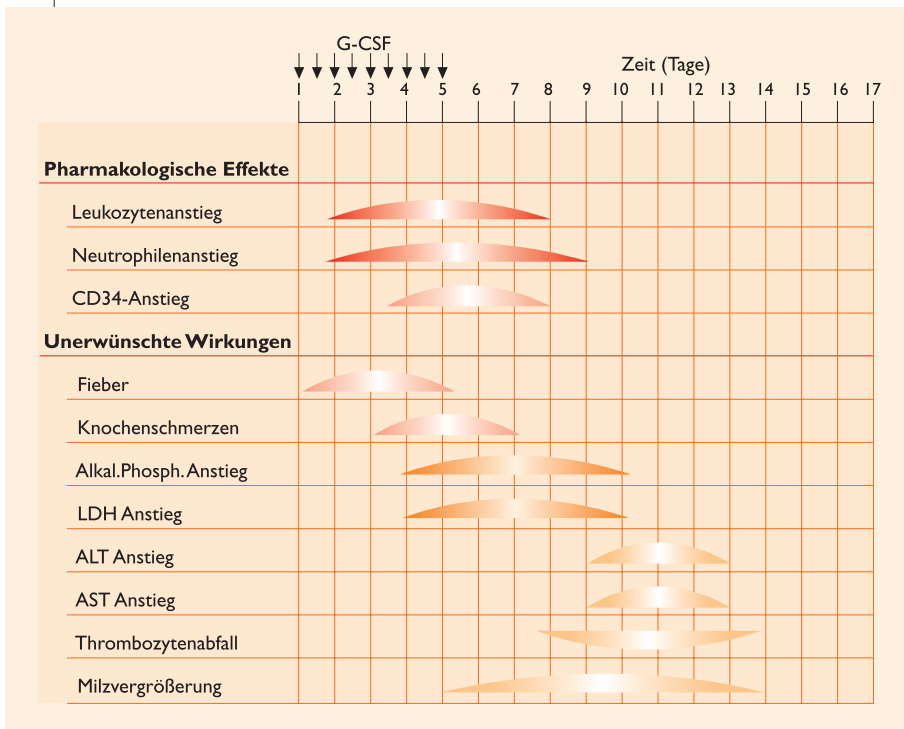 G-CSF
Zeit (Tage)
1 2 3 4 5 6 7 8 9 10 11 12 13 14 15 16 17
Pharmakologische Effekte
Leukozytenanstieg
Neutrophilenanstieg
CD34-Anstieg
Unerwünschte Wirkungen
Fieber
Knochenschmerzen
Alkal.Phosph. Anstieg
LDH Anstieg
ALT Anstieg
AST Anstieg
Thrombozytenabfall
Milzvergrößerung